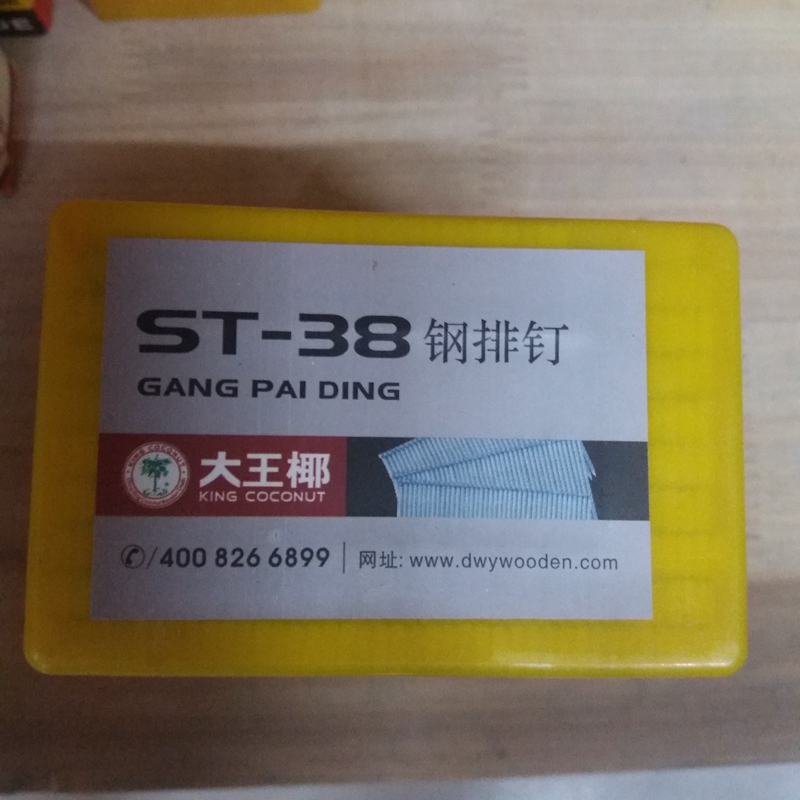 ST-38 钢排钉
GANG PAI DING
大王椰
KING COCONUT
✆/400 826 6899 | 网址: www.dwywooden.com